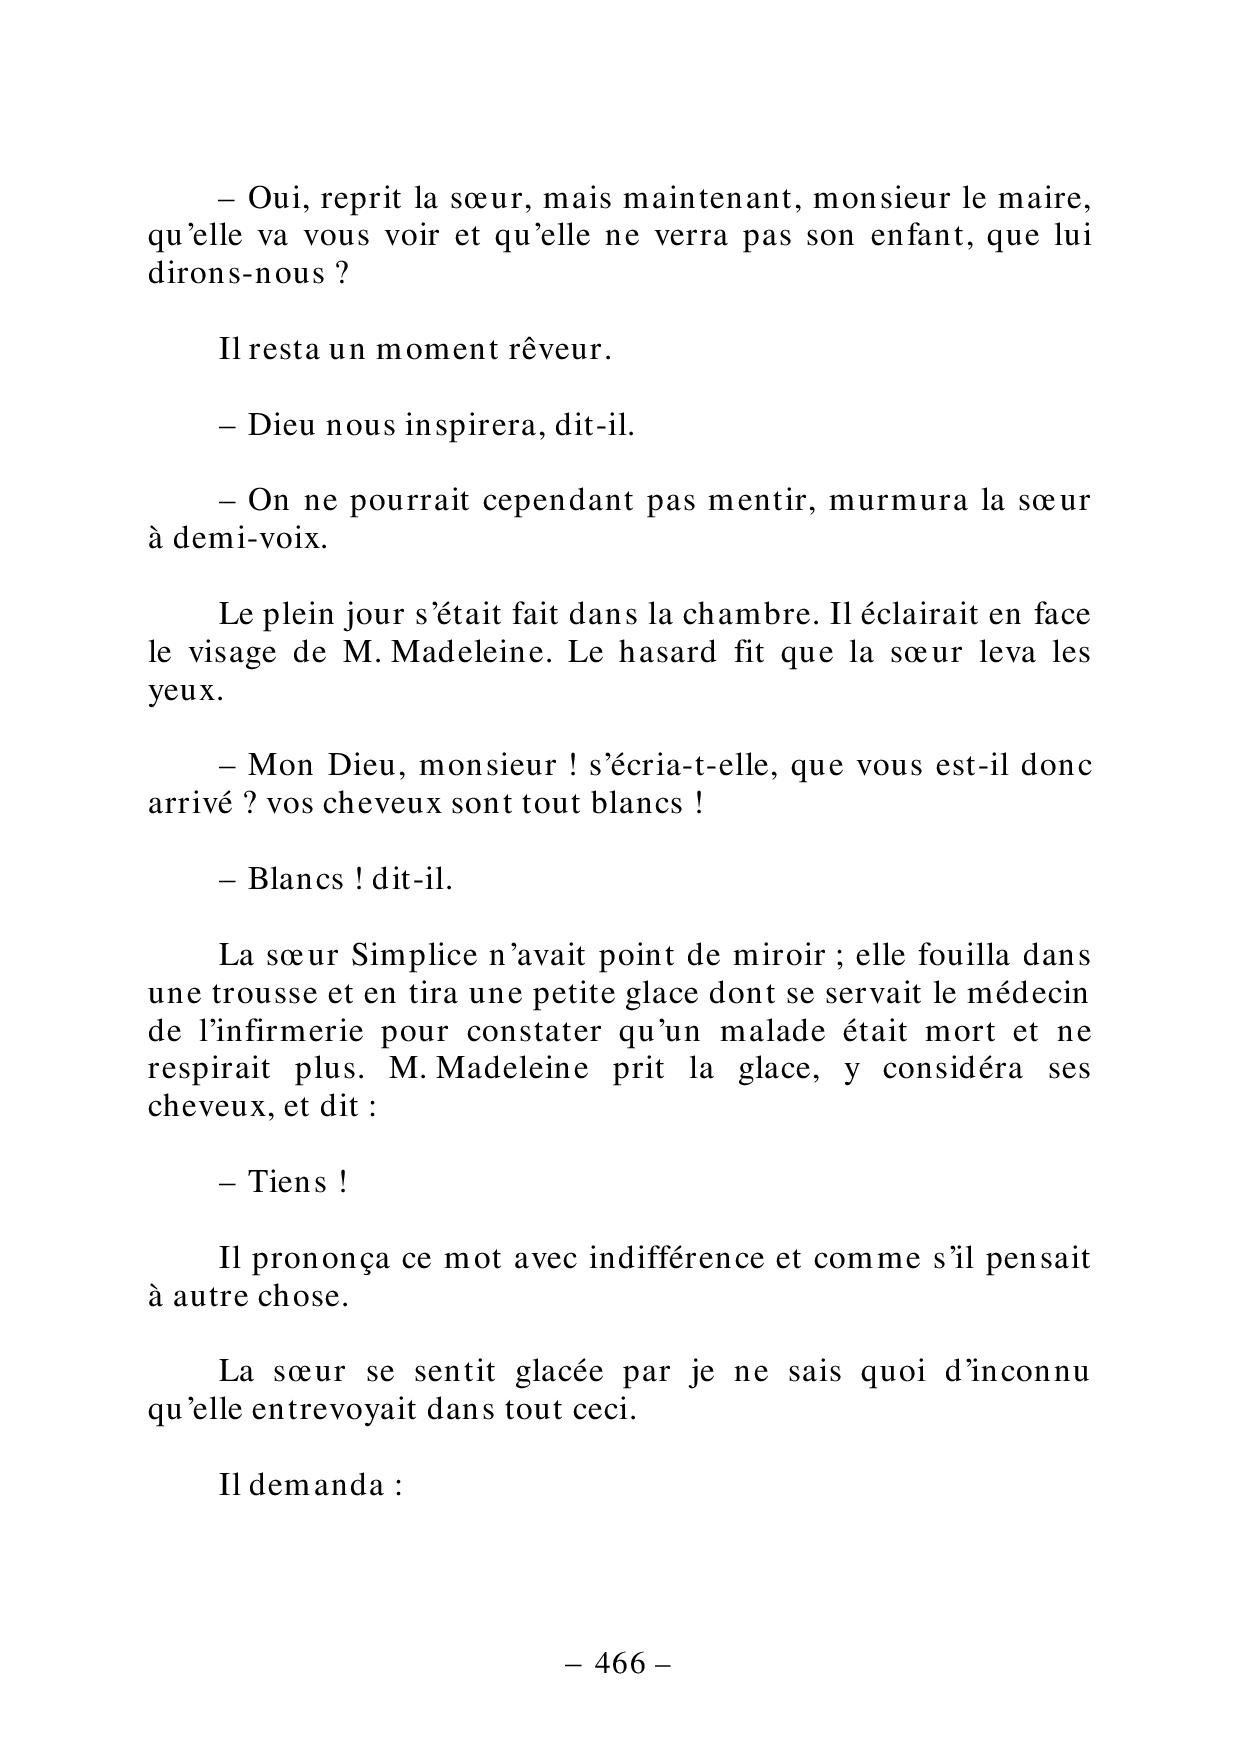 – Oui, reprit la sœur, mais maintenant, monsieur le maire,
qu’elle va vous voir et qu’elle ne verra pas son enfant, que lui
dirons-nous ?
Il resta un moment rêveur.
– Dieu nous inspirera, dit-il.
– On ne pourrait cependant pas mentir, murmura la sœur
à demi-voix.
Le plein jour s’était fait dans la chambre. Il éclairait en face
le visage de M. Madeleine. Le hasard fit que la sœur leva les
yeux.
– Mon Dieu, monsieur ! s’écria-t-elle, que vous est-il donc
arrivé ? vos cheveux sont tout blancs !
– Blancs ! dit-il.
La sœur Simplice n’avait point de miroir ; elle fouilla dans
une trousse et en tira une petite glace dont se servait le médecin
de l’infirmerie pour constater qu’un malade était mort et ne
respirait plus. M. Madeleine prit la glace, y considéra ses
cheveux, et dit :
– Tiens !
Il prononça ce mot avec indifférence et comme s’il pensait
à autre chose.
La sœur se sentit glacée par je ne sais quoi d’inconnu
qu’elle entrevoyait dans tout ceci.
Il demanda :
– 466 –